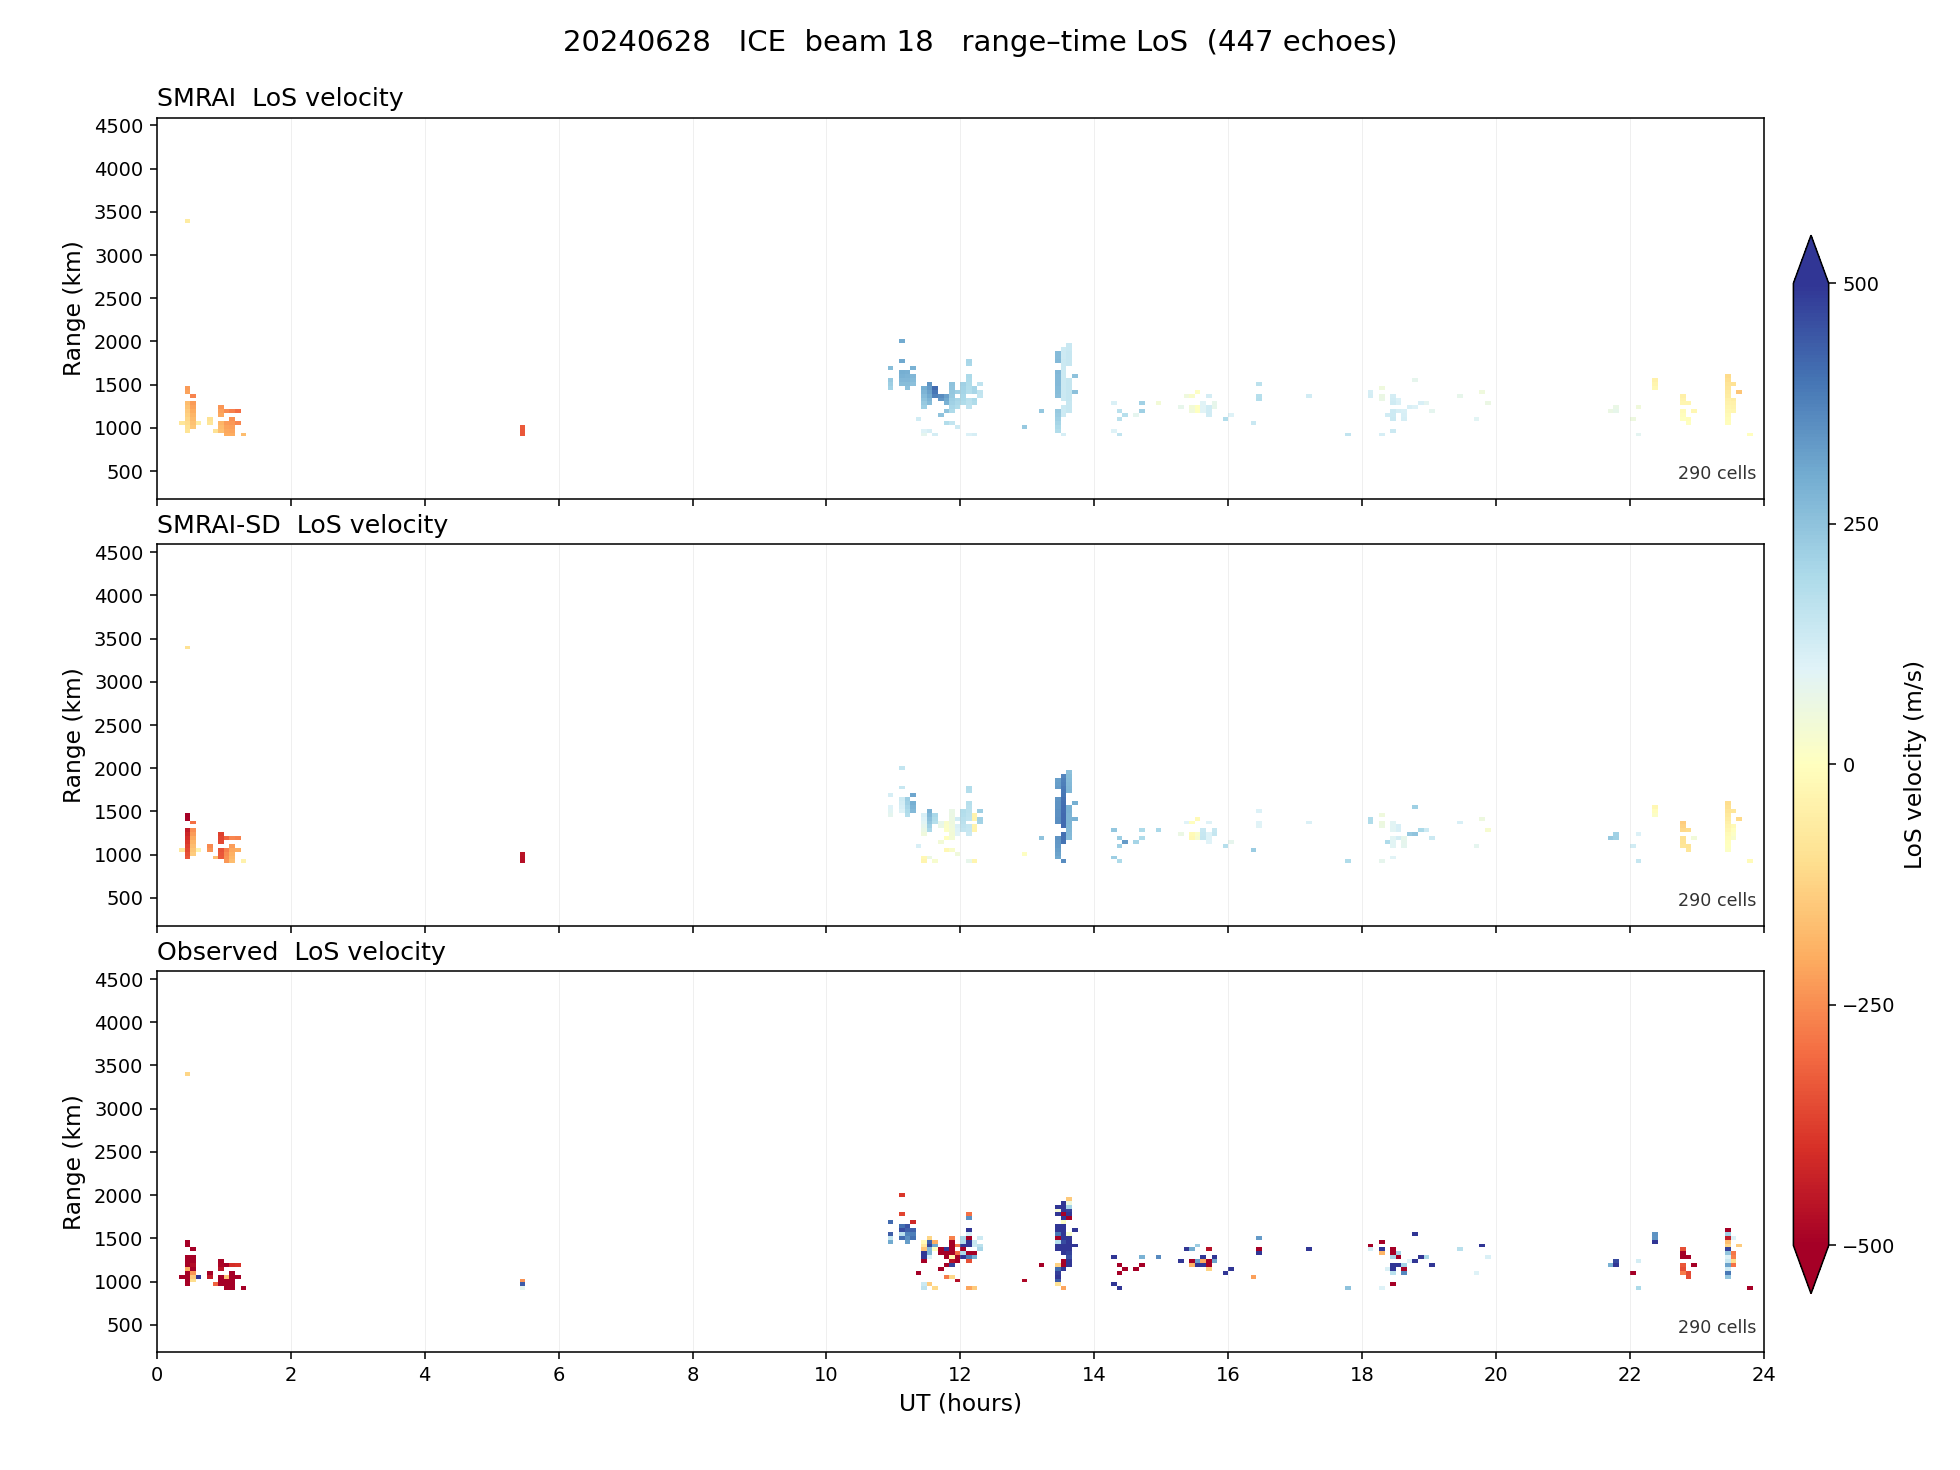 20240628   ICE  beam 18   range–time LoS  (447 echoes)
SMRAI  LoS velocity
4500
4000
3500
3000
2500
2000
1500
1000
500
Range (km)
290 cells
SMRAI-SD  LoS velocity
4500
4000
3500
3000
2500
2000
1500
1000
500
Range (km)
290 cells
Observed  LoS velocity
4500
4000
3500
3000
2500
2000
1500
1000
500
Range (km)
290 cells
0 2 4 6 8 10 12 14 16 18 20 22 24
UT (hours)
500
250
0
−250
−500
LoS velocity (m/s)